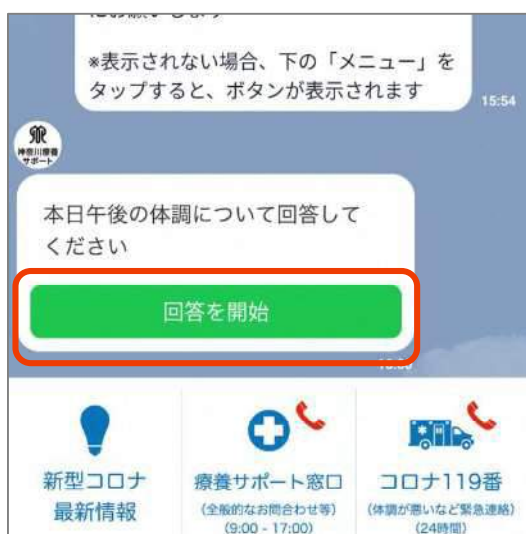 *表示されない場合、下の「メニュー」を
タップすると、ボタンが表示されます
15:54
神奈川療養
サポート
本日午後の体調について回答して
ください
回答を開始
新型コロナ
最新情報
療養サポート窓口
(全般的なお問合わせ等)
(9:00 - 17:00)
コロナ119番
(体調が悪いなど緊急連絡)
(24時間)